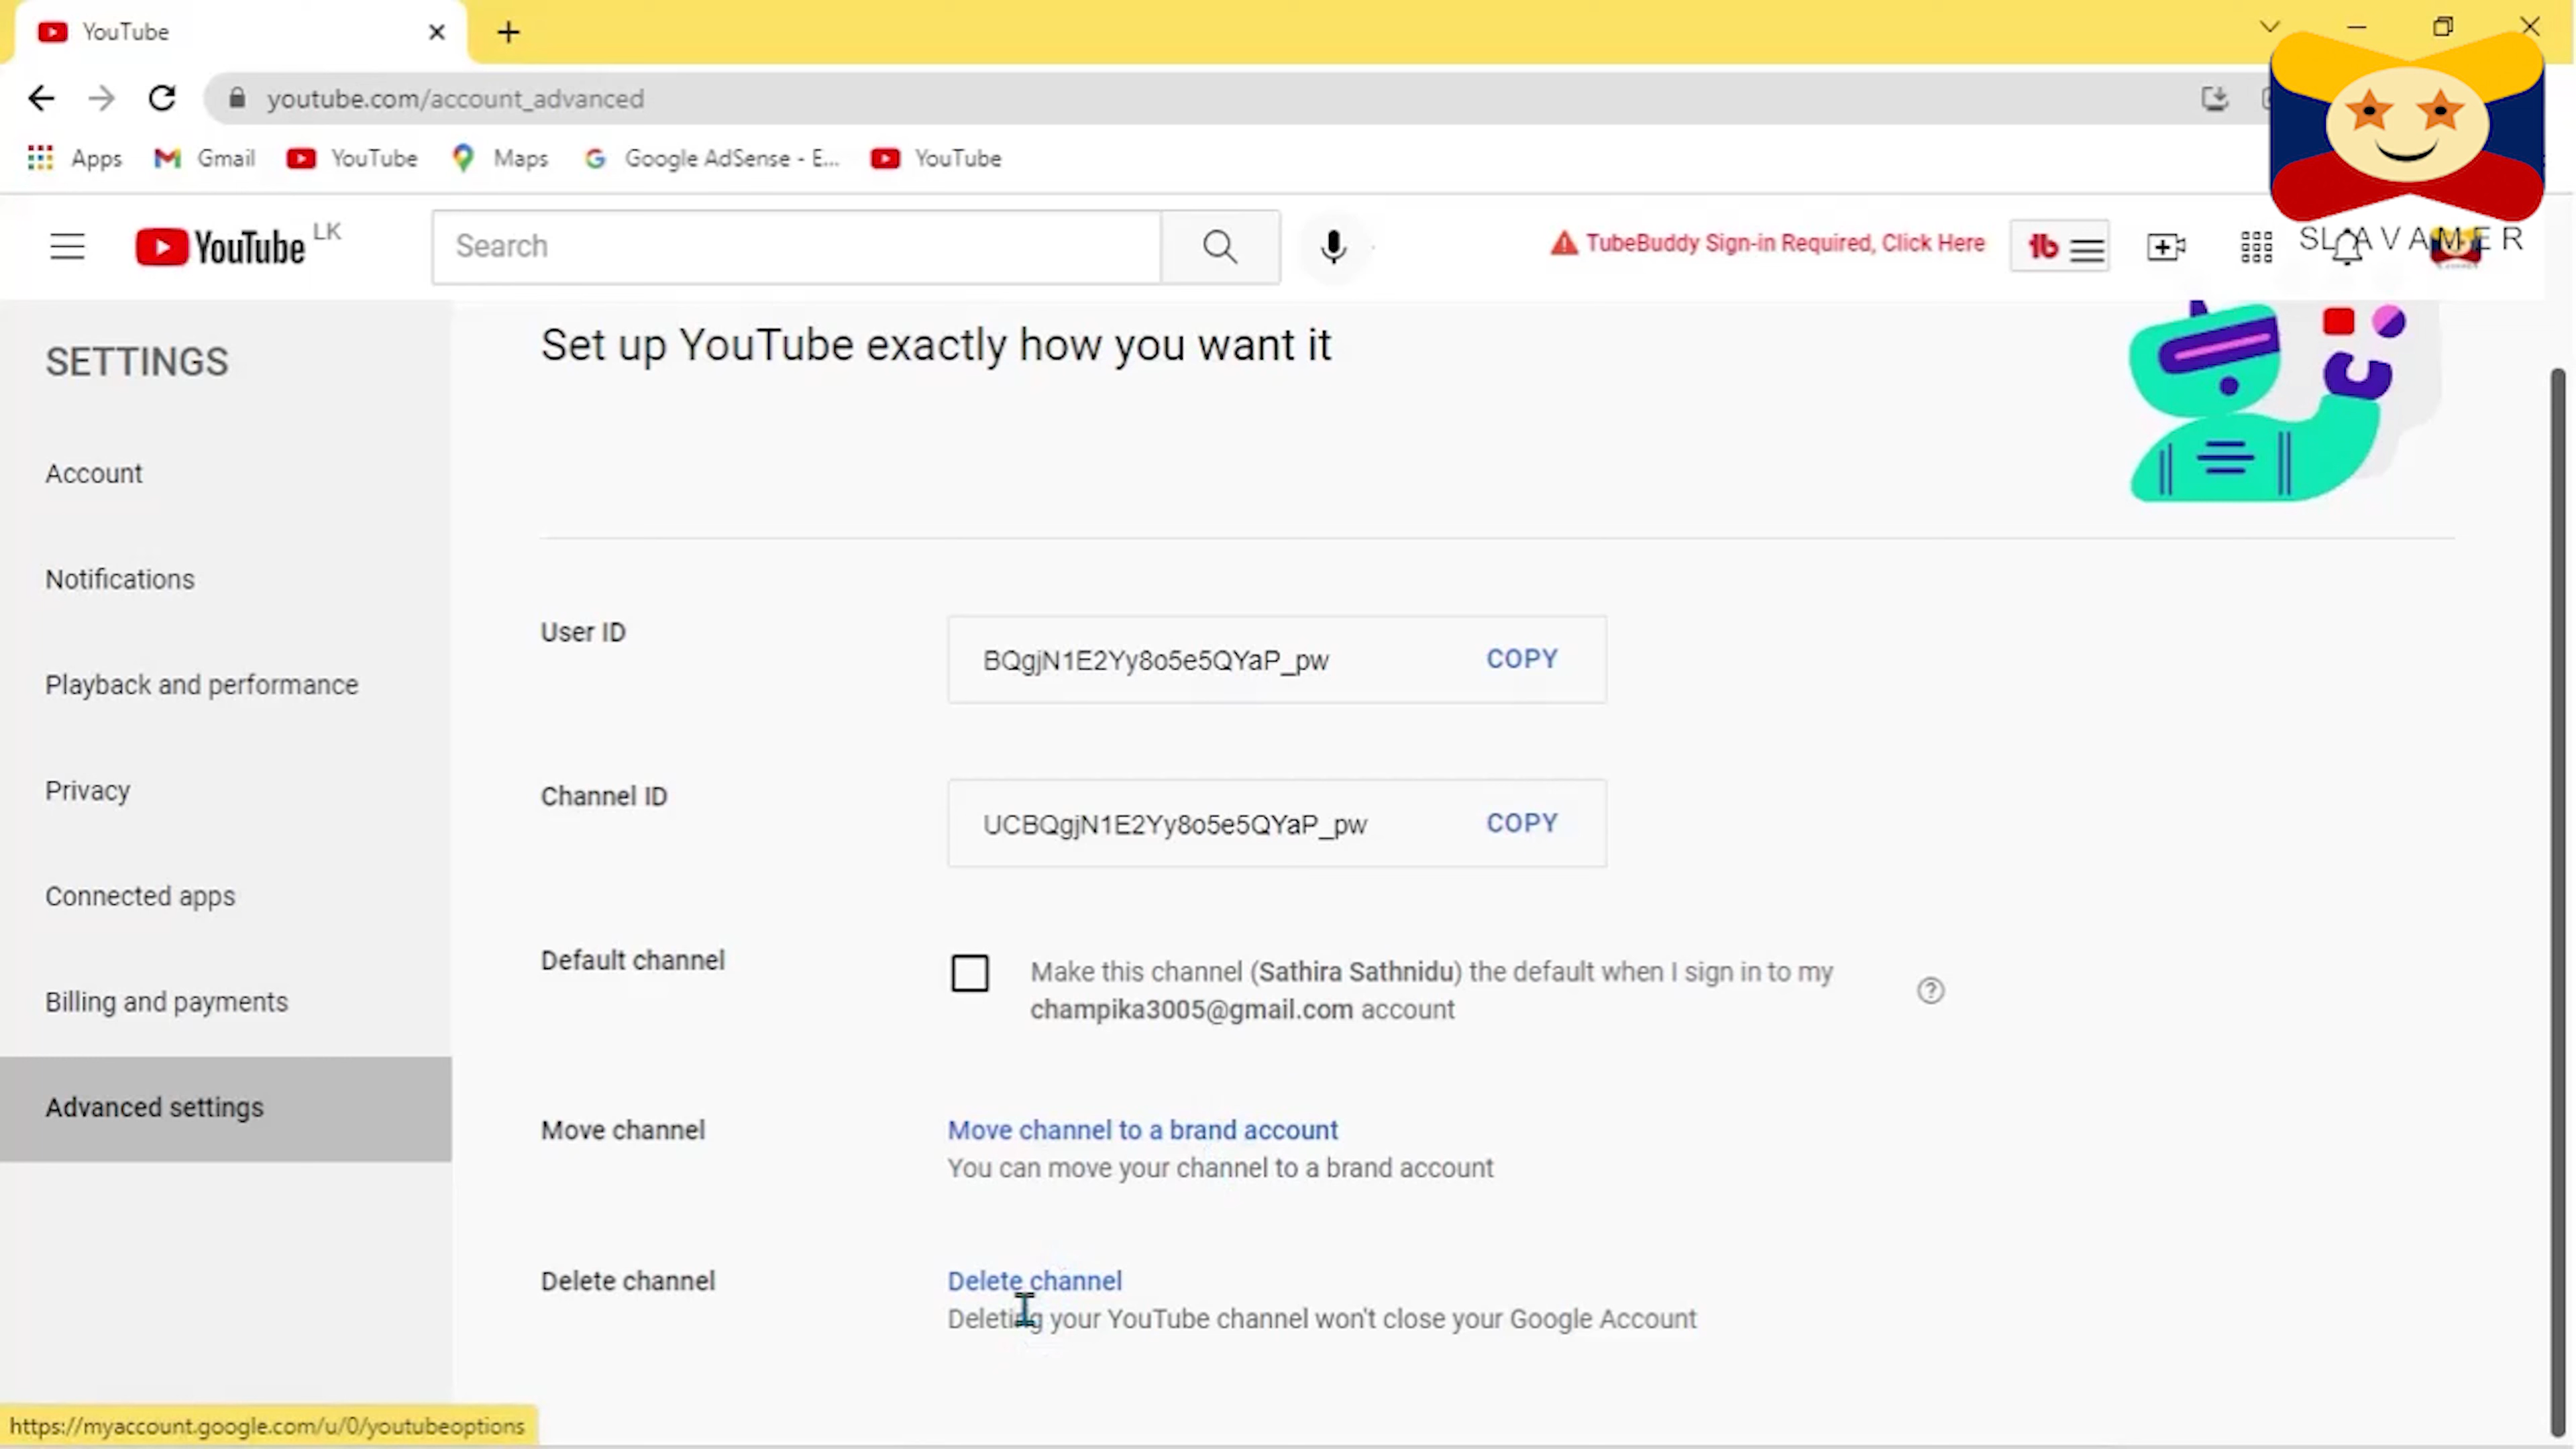 YouTube
youtube.com/account_advanced
Apps
Gmail
YouTube
Maps
Google AdSense - E...
YouTube
YouTube LK
Search
TubeBuddy Sign-in Required, Click Here
tb
SLAVAMER
SETTINGS
Account
Notifications
Playback and performance
Privacy
Connected apps
Billing and payments
Advanced settings
Set up YouTube exactly how you want it
User ID
BQgjN1E2Yy8o5e5QYaP_pw
COPY
Channel ID
UCBQgjN1E2Yy8o5e5QYaP_pw
COPY
Default channel
Make this channel (Sathira Sathnidu) the default when I sign in to my
champika3005@gmail.com account
Move channel
Move channel to a brand account
You can move your channel to a brand account
Delete channel
Delete channel
Deleting your YouTube channel won't close your Google Account
https://myaccount.google.com/u/0/youtubeoptions